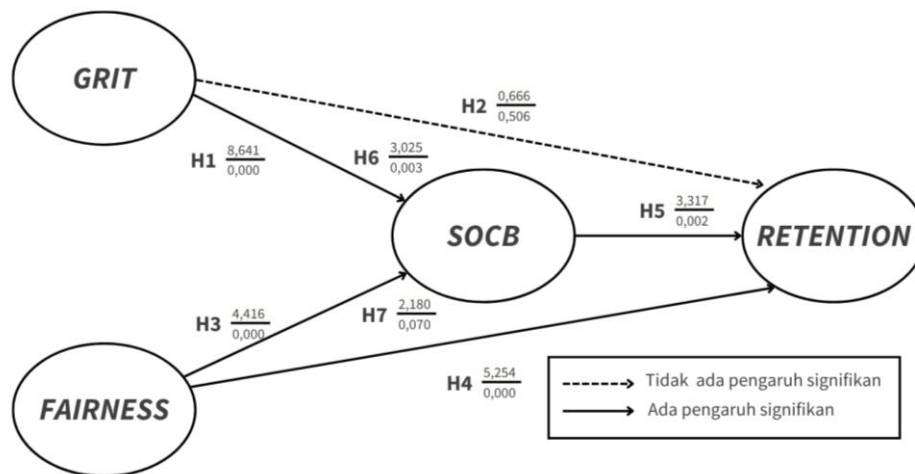 GRIT
H2 0,666
0,506
H1 8,641
0,000
H6 3,025
0,003
SOCB
H5 3,317
0,002
RETENTION
H3 4,416
0,000
H7 2,180
0,070
FAIRNESS
H4 5,254
0,000
Tidak ada pengaruh signifikan
Ada pengaruh signifikan